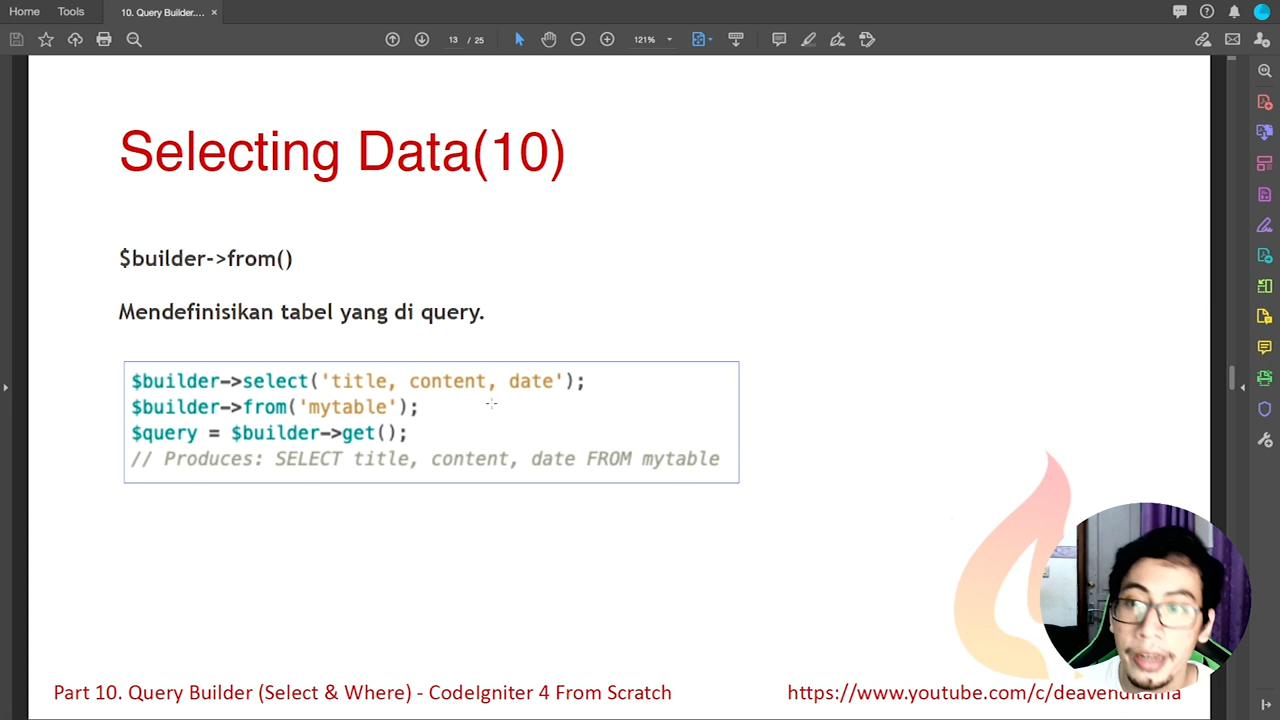 Home Tools 10. Query Builder.... ×
13 / 25 121%
Selecting Data(10)
$builder->from()
Mendefinisikan tabel yang di query.
$builder->select('title, content, date');
$builder->from('mytable');
$query = $builder->get();
// Produces: SELECT title, content, date FROM mytable
Part 10. Query Builder (Select & Where) - CodeIgniter 4 From Scratch
https://www.youtube.com/c/deavenditama